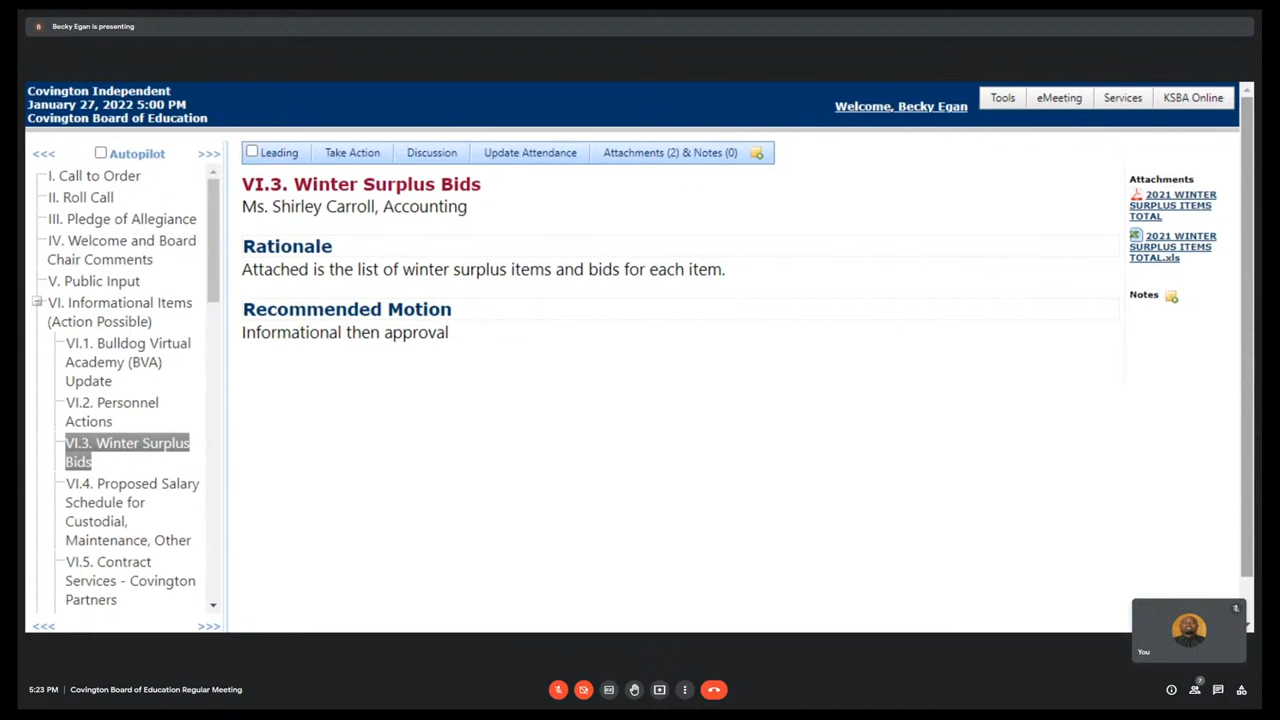 B Becky Egan is presenting
Covington Independent
January 27, 2022 5:00 PM
Covington Board of Education
Welcome, Becky Egan
Tools eMeeting Services KSBA Online
<<< Autopilot >>>
I. Call to Order
II. Roll Call
III. Pledge of Allegiance
IV. Welcome and Board
Chair Comments
V. Public Input
VI. Informational Items
(Action Possible)
VI.1. Bulldog Virtual
Academy (BVA)
Update
VI.2. Personnel
Actions
VI.3. Winter Surplus
Bids
VI.4. Proposed Salary
Schedule for
Custodial,
Maintenance, Other
VI.5. Contract
Services - Covington
Partners
<<< >>>
Leading Take Action Discussion Update Attendance Attachments (2) & Notes (0)
VI.3. Winter Surplus Bids
Ms. Shirley Carroll, Accounting
Rationale
Attached is the list of winter surplus items and bids for each item.
Recommended Motion
Informational then approval
Attachments
2021 WINTER
SURPLUS ITEMS
TOTAL
2021 WINTER
SURPLUS ITEMS
TOTAL.xls
Notes
You
5:23 PM | Covington Board of Education Regular Meeting
7